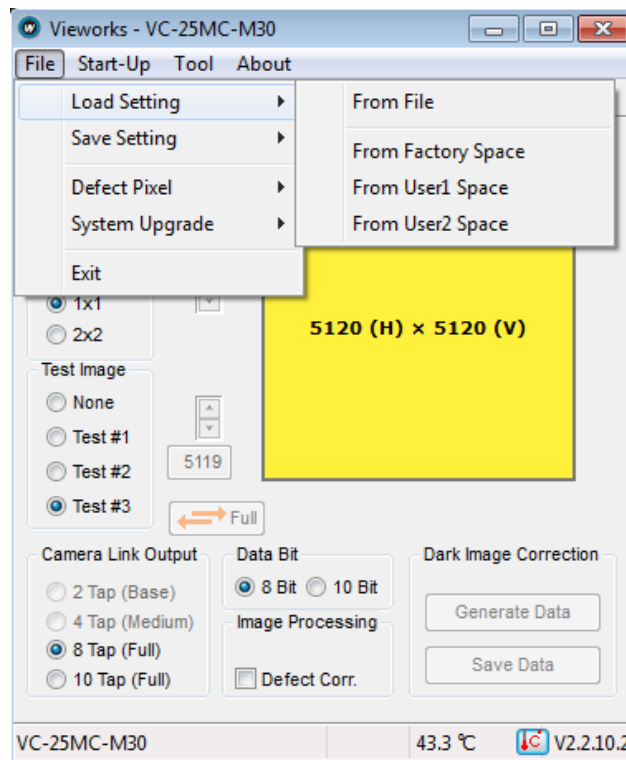 Vieworks - VC-25MC-M30
File Start-Up Tool About
Load Setting
Save Setting
Defect Pixel
System Upgrade
Exit
From File
From Factory Space
From User1 Space
From User2 Space
1x1
2x2
5120 (H) × 5120 (V)
Test Image
None
Test #1
Test #2
Test #3
5119
Full
Camera Link Output
2 Tap (Base)
4 Tap (Medium)
8 Tap (Full)
10 Tap (Full)
Data Bit
8 Bit 10 Bit
Image Processing
Defect Corr.
Dark Image Correction
Generate Data
Save Data
VC-25MC-M30 43.3 ℃ C V2.2.10.2